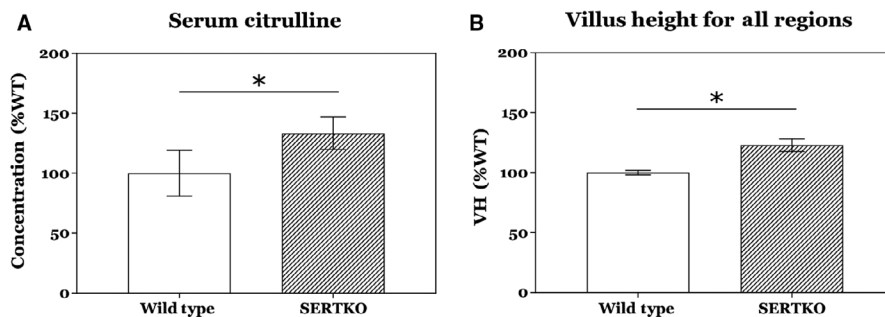 A
Serum citrulline
Concentration (%WT)
200
150
100
50
0
*
Wild type
SERTKO
B
Villus height for all regions
VH (%WT)
200
150
100
50
0
*
Wild type
SERTKO